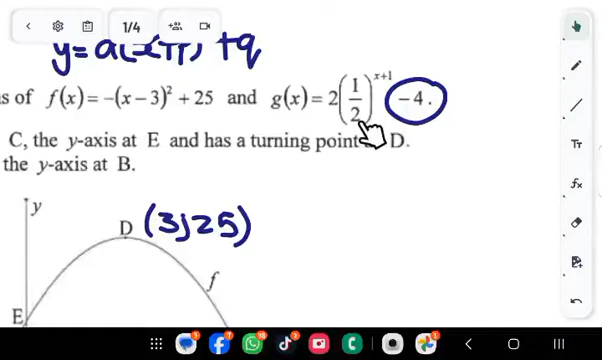 1/4
y=a(x+p) +q
s of f(x) = −(x − 3)² + 25 and g(x) = 2(1/2)^(x+1) −4.
C, the y-axis at E and has a turning point D.
the y-axis at B.
y
D (3;25)
f
E